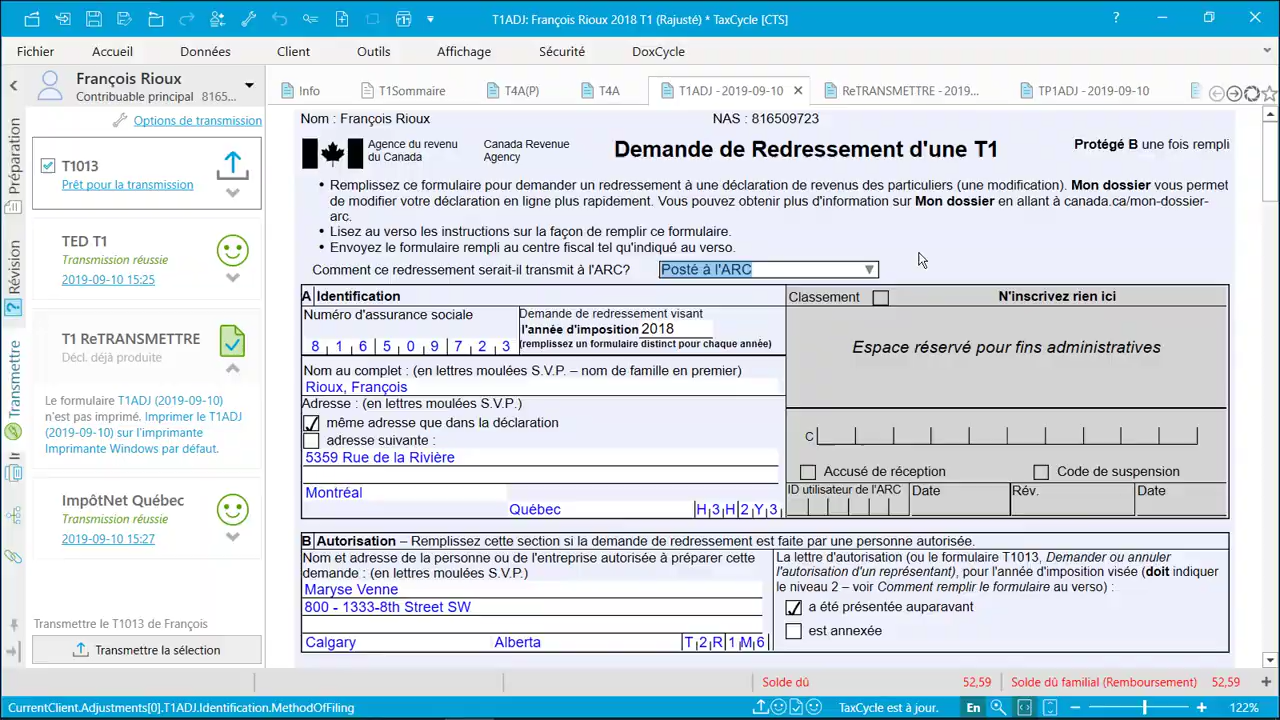 T1ADJ: François Rioux 2018 T1 (Rajusté) * TaxCycle [CTS]
Fichier Accueil Données Client Outils Affichage Sécurité DoxCycle
François Rioux
Contribuable principal 8165...
Options de transmission
Préparation
Révision
Transmettre
T1013
Prêt pour la transmission
TED T1
Transmission réussie
2019-09-10 15:25
T1 ReTRANSMETTRE
Décl. déjà produite
Le formulaire T1ADJ (2019-09-10)
n'est pas imprimé. Imprimer le T1ADJ
(2019-09-10) sur l'imprimante
Imprimante Windows par défaut.
ImpôtNet Québec
Transmission réussie
2019-09-10 15:27
Transmettre le T1013 de François
Transmettre la sélection
Info T1Sommaire T4A(P) T4A T1ADJ - 2019-09-10 ReTRANSMETTRE - 2019... TP1ADJ - 2019-09-10
Nom : François Rioux NAS : 816509723
Agence du revenu du Canada
Canada Revenue Agency
Demande de Redressement d'une T1
Protégé B une fois rempli
• Remplissez ce formulaire pour demander un redressement à une déclaration de revenus des particuliers (une modification). Mon dossier vous permet
de modifier votre déclaration en ligne plus rapidement. Vous pouvez obtenir plus d'information sur Mon dossier en allant à canada.ca/mon-dossier-
arc.
• Lisez au verso les instructions sur la façon de remplir ce formulaire.
• Envoyez le formulaire rempli au centre fiscal tel qu'indiqué au verso.
Comment ce redressement serait-il transmit à l'ARC? Posté à l'ARC
A Identification
Numéro d'assurance sociale
8 1 6 5 0 9 7 2 3
Demande de redressement visant
l'année d'imposition 2018
(remplissez un formulaire distinct pour chaque année)
Nom au complet : (en lettres moulées S.V.P. – nom de famille en premier)
Rioux, François
Adresse : (en lettres moulées S.V.P.)
même adresse que dans la déclaration
adresse suivante :
5359 Rue de la Rivière
Montréal
Québec H 3 H 2 Y 3
Classement N'inscrivez rien ici
Espace réservé pour fins administratives
C
Accusé de réception Code de suspension
ID utilisateur de l'ARC Date Rév. Date
B Autorisation – Remplissez cette section si la demande de redressement est faite par une personne autorisée.
Nom et adresse de la personne ou de l'entreprise autorisée à préparer cette
demande : (en lettres moulées S.V.P.)
Maryse Venne
800 - 1333-8th Street SW
Calgary Alberta T 2 R 1 M 6
La lettre d'autorisation (ou le formulaire T1013, Demander ou annuler
l'autorisation d'un représentant), pour l'année d'imposition visée (doit indiquer
le niveau 2 – voir Comment remplir le formulaire au verso) :
a été présentée auparavant
est annexée
Solde dû 52,59 Solde dû familial (Remboursement) 52,59
CurrentClient.Adjustments[0].T1ADJ.Identification.MethodOfFiling TaxCycle est à jour. En 122%